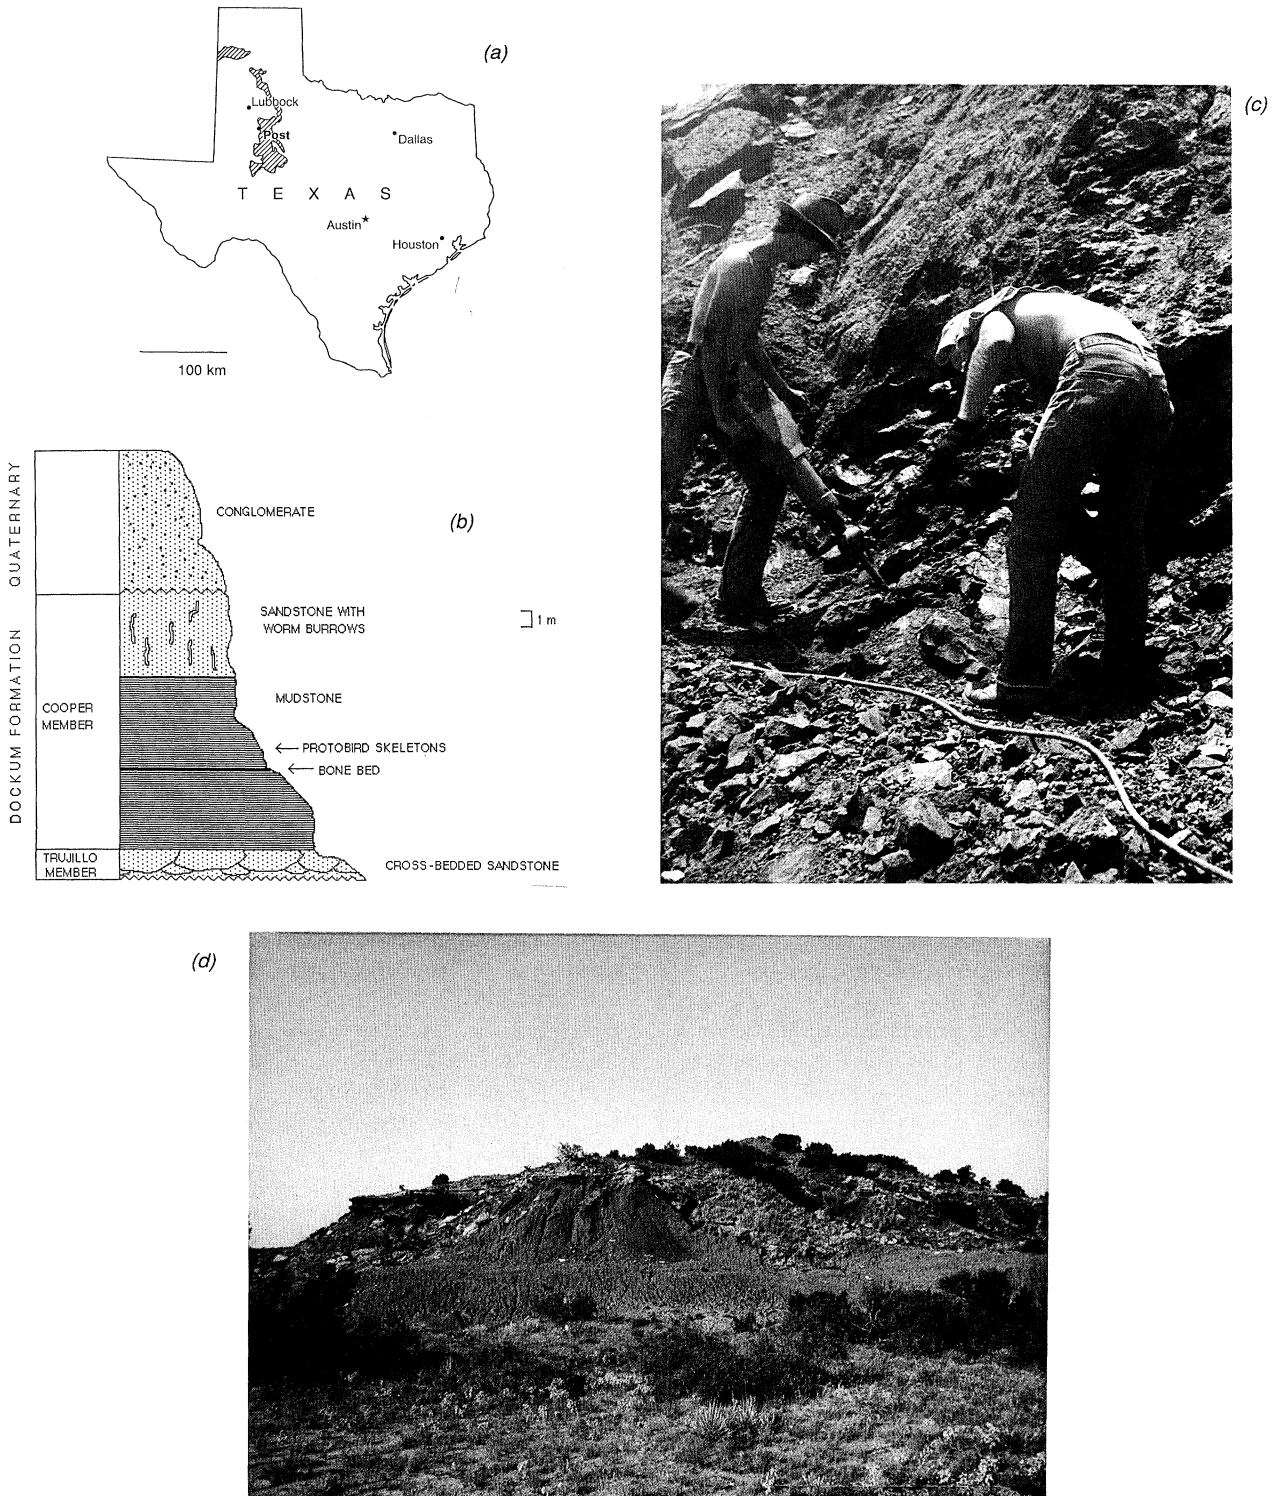 (a)
Lubbock
Post
Dallas
T E X A S
Austin
Houston
100 km
(c)
QUATERNARY
CONGLOMERATE
(b)
SANDSTONE WITH
WORM BURROWS
1 m
DOCKUM FORMATION
COOPER
MEMBER
MUDSTONE
PROTOBIRD SKELETONS
BONE BED
TRUJILLO
MEMBER
CROSS-BEDDED SANDSTONE
(d)